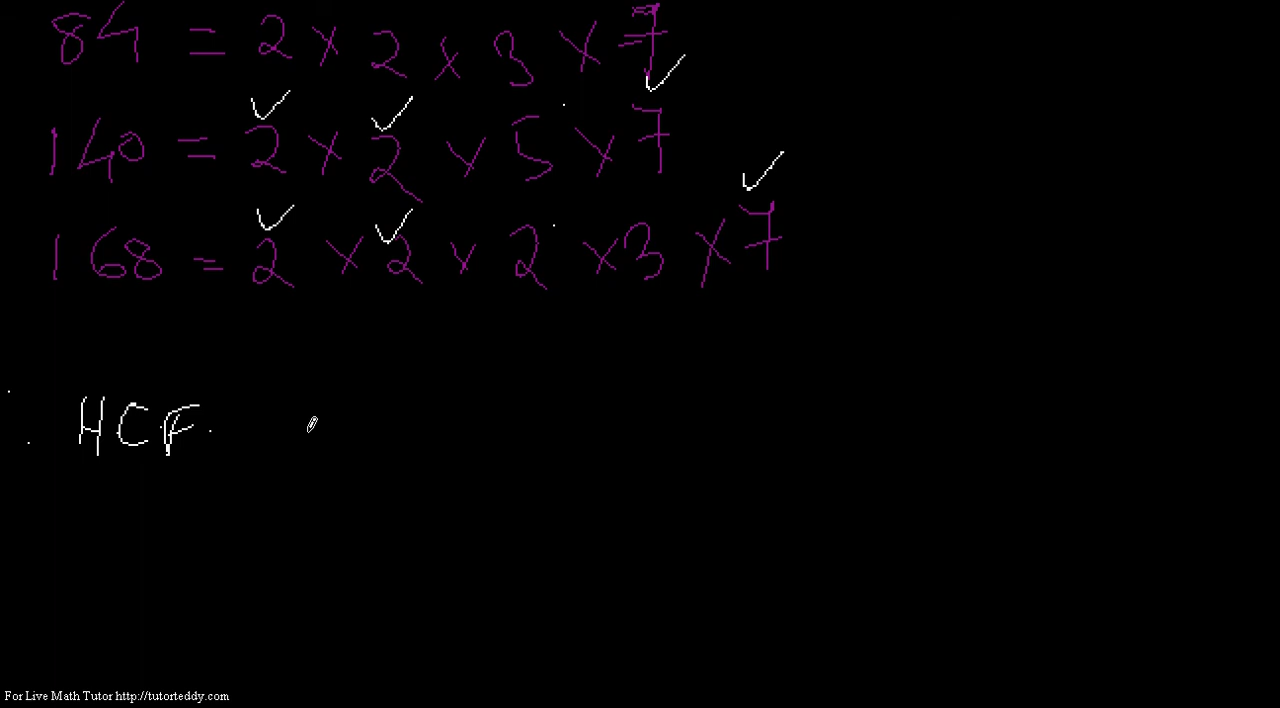 84 = 2 × 2 × 3 × 7
140 = 2 × 2 × 5 × 7
168 = 2 × 2 × 2 × 3 × 7
HCF
For Live Math Tutor http://tutorteddy.com